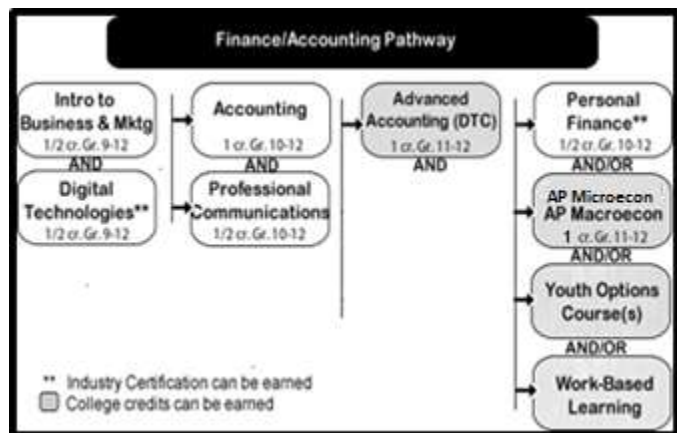 Finance/Accounting Pathway
Intro to
Business & Mktg
1/2 cr. Gr. 9-12
AND
Digital
Technologies**
1/2 cr. Gr. 9-12
Accounting
1 cr. Gr. 10-12
AND
Professional
Communications
1/2 cr. Gr. 10-12
Advanced
Accounting (DTC)
1 cr. Gr. 11-12
AND
Personal
Finance**
1/2 cr. Gr. 10-12
AND/OR
AP Microecon
AP Macroecon
1 cr. Gr. 11-12
AND/OR
Youth Options
Course(s)
AND/OR
Work-Based
Learning
** Industry Certification can be earned
College credits can be earned